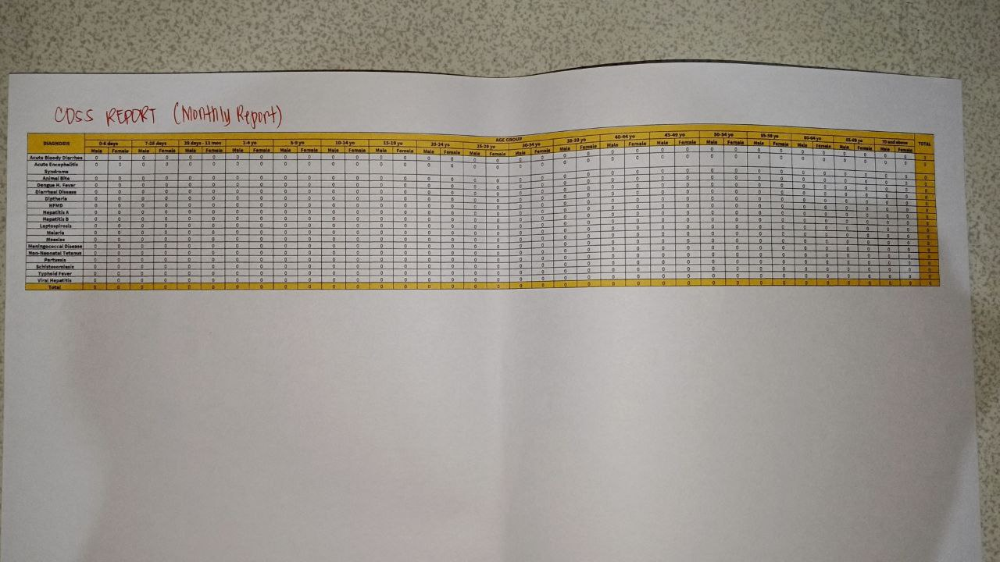 CDSS REPORT (Monthly Report)
DIAGNOSIS AGE GROUP TOTAL
0-6 days 7-28 days 29 days - 11 mos 1-4 yo 5-9 yo 10-14 yo 15-19 yo 20-24 yo 25-29 yo 30-34 yo 35-39 yo 40-44 yo 45-49 yo 50-54 yo 55-59 yo 60-64 yo 65-69 yo 70 and above
Male Female Male Female Male Female Male Female Male Female Male Female Male Female Male Female Male Female Male Female Male Female Male Female Male Female Male Female Male Female Male Female Male Female Male Female
Acute Bloody Diarrhea 0 0 0 0 0 0 0 0 0 0 0 0 0 0 0 0 0 0 0 0 0 0 0 0 0 0 0 0 0 0 0 0 0 0 0 0
Acute Encephalitis
Syndrome 0 0 0 0 0 0 0 0 0 0 0 0 0 0 0 0 0 0 0 0 0 0 0 0 0 0 0 0 0 0 0 0 0 0 0 0 0
Animal Bite 0 0 0 0 0 0 0 0 0 0 0 0 0 0 0 0 0 0 0 0 0 0 0 0 0 0 0 0 0 0 0 0 0 0 0 0 0
Dengue H. Fever 0 0 0 0 0 0 0 0 0 0 0 0 0 0 0 0 0 0 0 0 0 0 0 0 0 0 0 0 0 0 0 0 0 0 0 0 0
Diarrheal Disease 0 0 0 0 0 0 0 0 0 0 0 0 0 0 0 0 0 0 0 0 0 0 0 0 0 0 0 0 0 0 0 0 0 0 0 0 0
Diptheria 0 0 0 0 0 0 0 0 0 0 0 0 0 0 0 0 0 0 0 0 0 0 0 0 0 0 0 0 0 0 0 0 0 0 0 0 0
HFMD 0 0 0 0 0 0 0 0 0 0 0 0 0 0 0 0 0 0 0 0 0 0 0 0 0 0 0 0 0 0 0 0 0 0 0 0 0
Hepatitis A 0 0 0 0 0 0 0 0 0 0 0 0 0 0 0 0 0 0 0 0 0 0 0 0 0 0 0 0 0 0 0 0 0 0 0 0 0
Hepatitis B 0 0 0 0 0 0 0 0 0 0 0 0 0 0 0 0 0 0 0 0 0 0 0 0 0 0 0 0 0 0 0 0 0 0 0 0 0
Leptospirosis 0 0 0 0 0 0 0 0 0 0 0 0 0 0 0 0 0 0 0 0 0 0 0 0 0 0 0 0 0 0 0 0 0 0 0 0 0
Malaria 0 0 0 0 0 0 0 0 0 0 0 0 0 0 0 0 0 0 0 0 0 0 0 0 0 0 0 0 0 0 0 0 0 0 0 0 0
Measles 0 0 0 0 0 0 0 0 0 0 0 0 0 0 0 0 0 0 0 0 0 0 0 0 0 0 0 0 0 0 0 0 0 0 0 0 0
Meningococcal Disease 0 0 0 0 0 0 0 0 0 0 0 0 0 0 0 0 0 0 0 0 0 0 0 0 0 0 0 0 0 0 0 0 0 0 0 0 0
Non-Neonatal Tetanus 0 0 0 0 0 0 0 0 0 0 0 0 0 0 0 0 0 0 0 0 0 0 0 0 0 0 0 0 0 0 0 0 0 0 0 0 0
Pertussis 0 0 0 0 0 0 0 0 0 0 0 0 0 0 0 0 0 0 0 0 0 0 0 0 0 0 0 0 0 0 0 0 0 0 0 0 0
Schistosomiasis 0 0 0 0 0 0 0 0 0 0 0 0 0 0 0 0 0 0 0 0 0 0 0 0 0 0 0 0 0 0 0 0 0 0 0 0 0
Typhoid Fever 0 0 0 0 0 0 0 0 0 0 0 0 0 0 0 0 0 0 0 0 0 0 0 0 0 0 0 0 0 0 0 0 0 0 0 0 0
Viral Hepatitis 0 0 0 0 0 0 0 0 0 0 0 0 0 0 0 0 0 0 0 0 0 0 0 0 0 0 0 0 0 0 0 0 0 0 0 0 0
Total 0 0 0 0 0 0 0 0 0 0 0 0 0 0 0 0 0 0 0 0 0 0 0 0 0 0 0 0 0 0 0 0 0 0 0 0 0